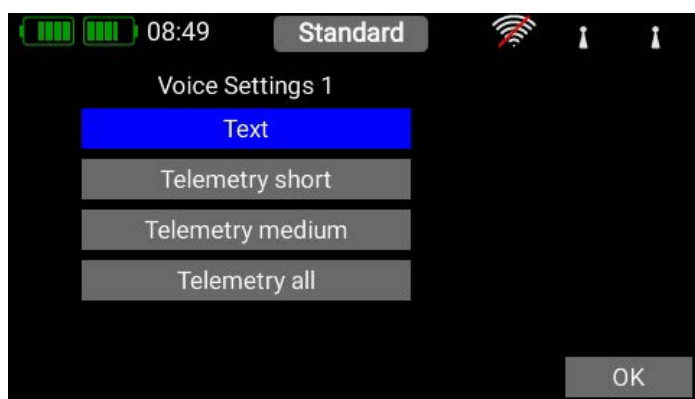 08:49 Standard
Voice Settings 1
Text
Telemetry short
Telemetry medium
Telemetry all
OK